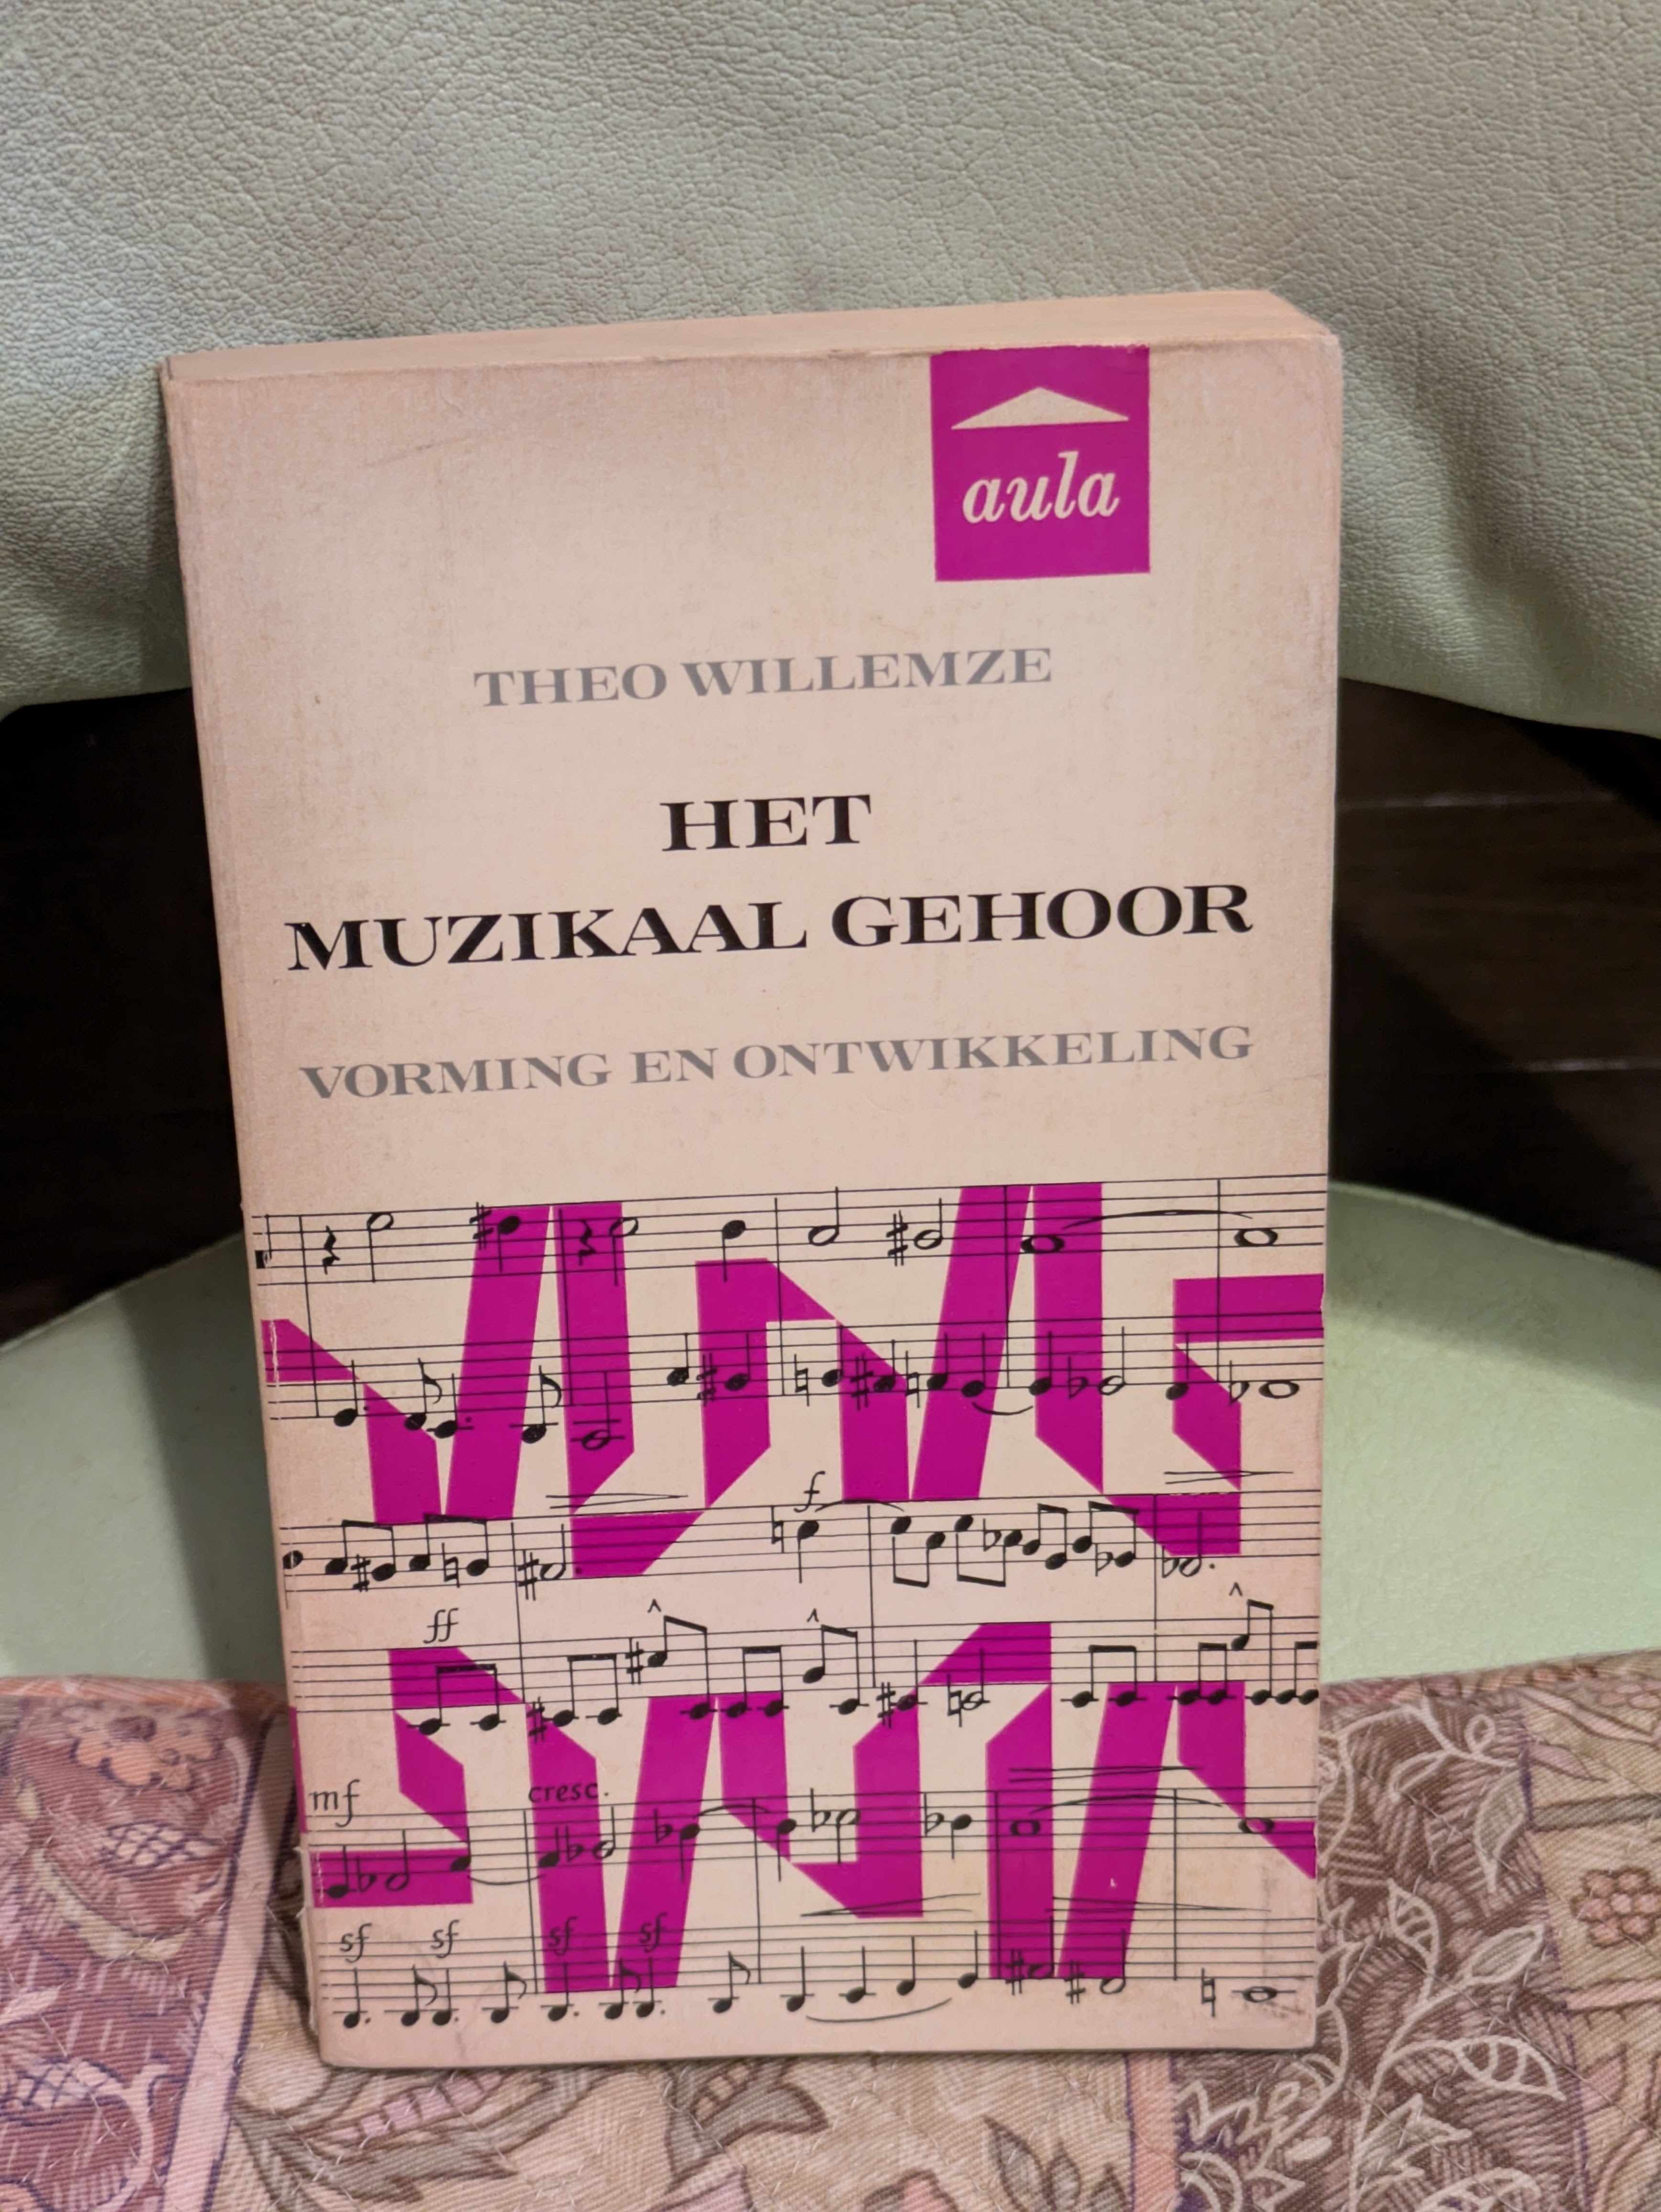 aula
THEO WILLEMZE
HET
MUZIKAAL GEHOOR
VORMING EN ONTWIKKELING
f
ff
mf
cresc.
sf sf sf sf